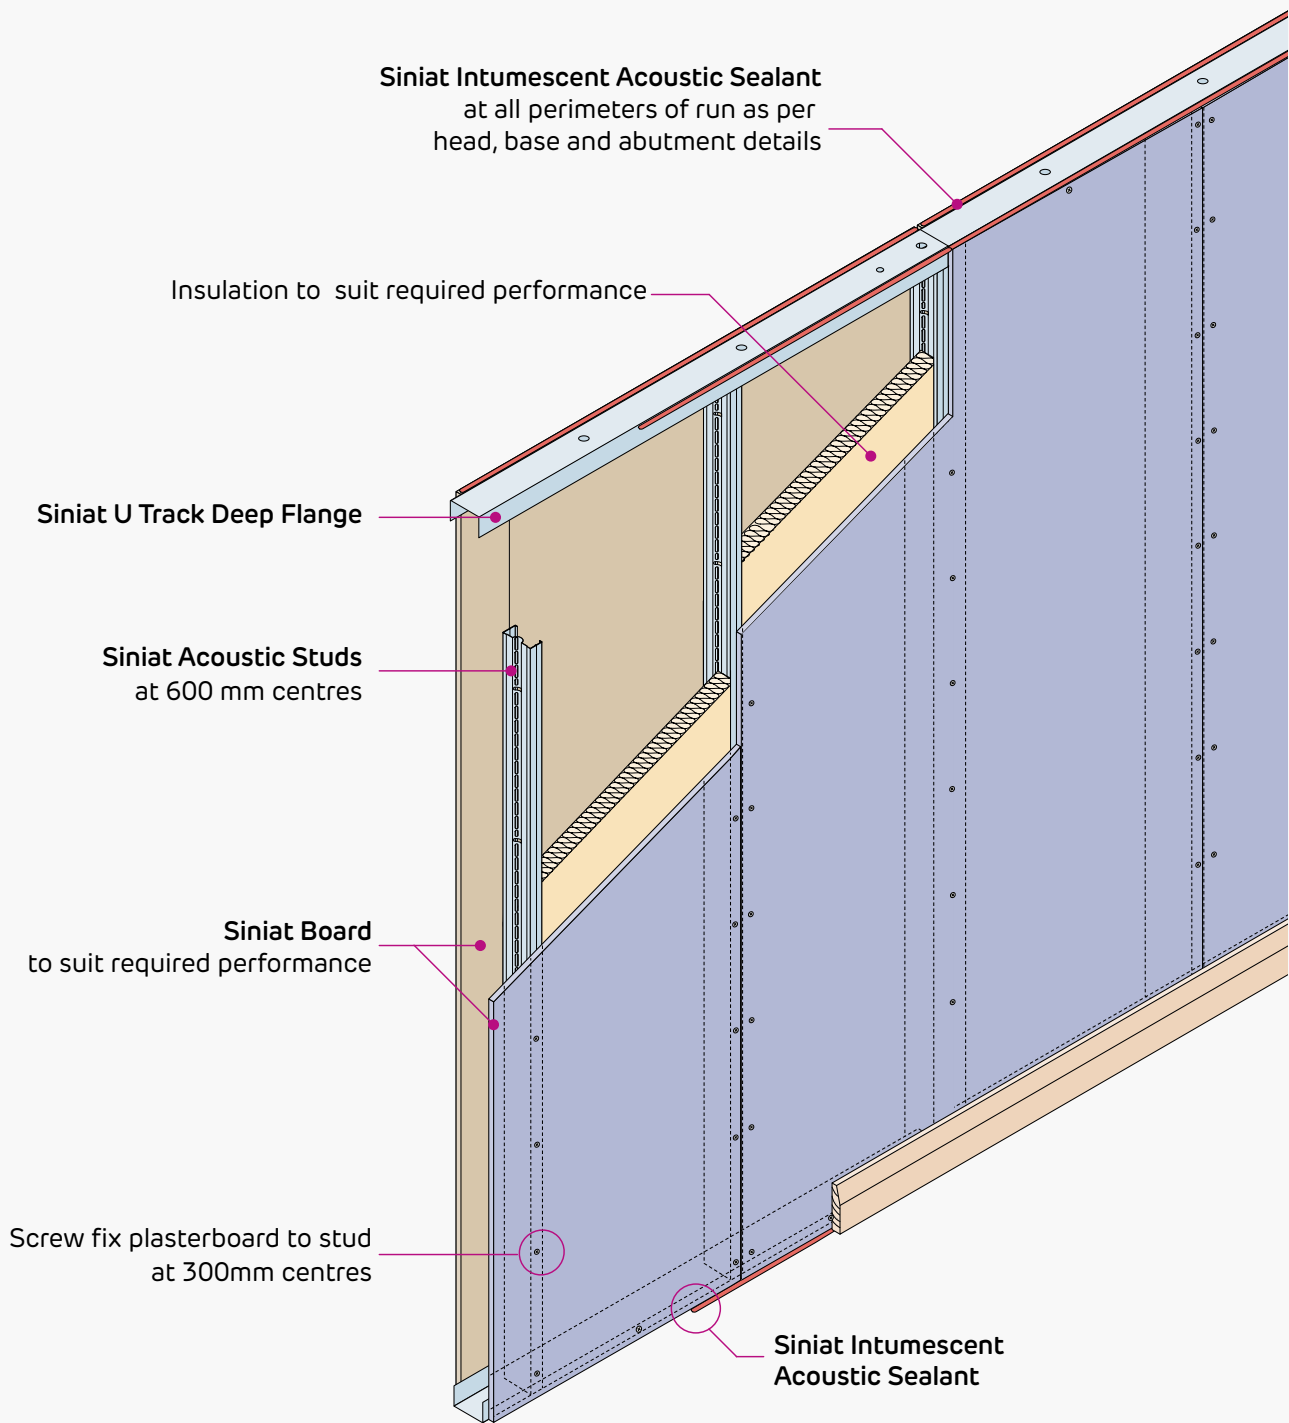 Siniat Intumescent Acoustic Sealant
at all perimeters of run as per
head, base and abutment details
Insulation to suit required performance
Siniat U Track Deep Flange
Siniat Acoustic Studs
at 600 mm centres
Siniat Board
to suit required performance
Screw fix plasterboard to stud
at 300mm centres
Siniat Intumescent
Acoustic Sealant